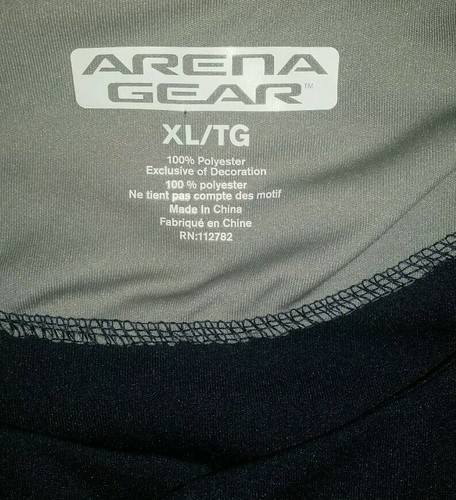 ARENA
GEAR™
XL/TG
100% Polyester
Exclusive of Decoration
100 % polyester
Ne tient pas compte des motif
Made In China
Fabriqué en Chine
RN:112782